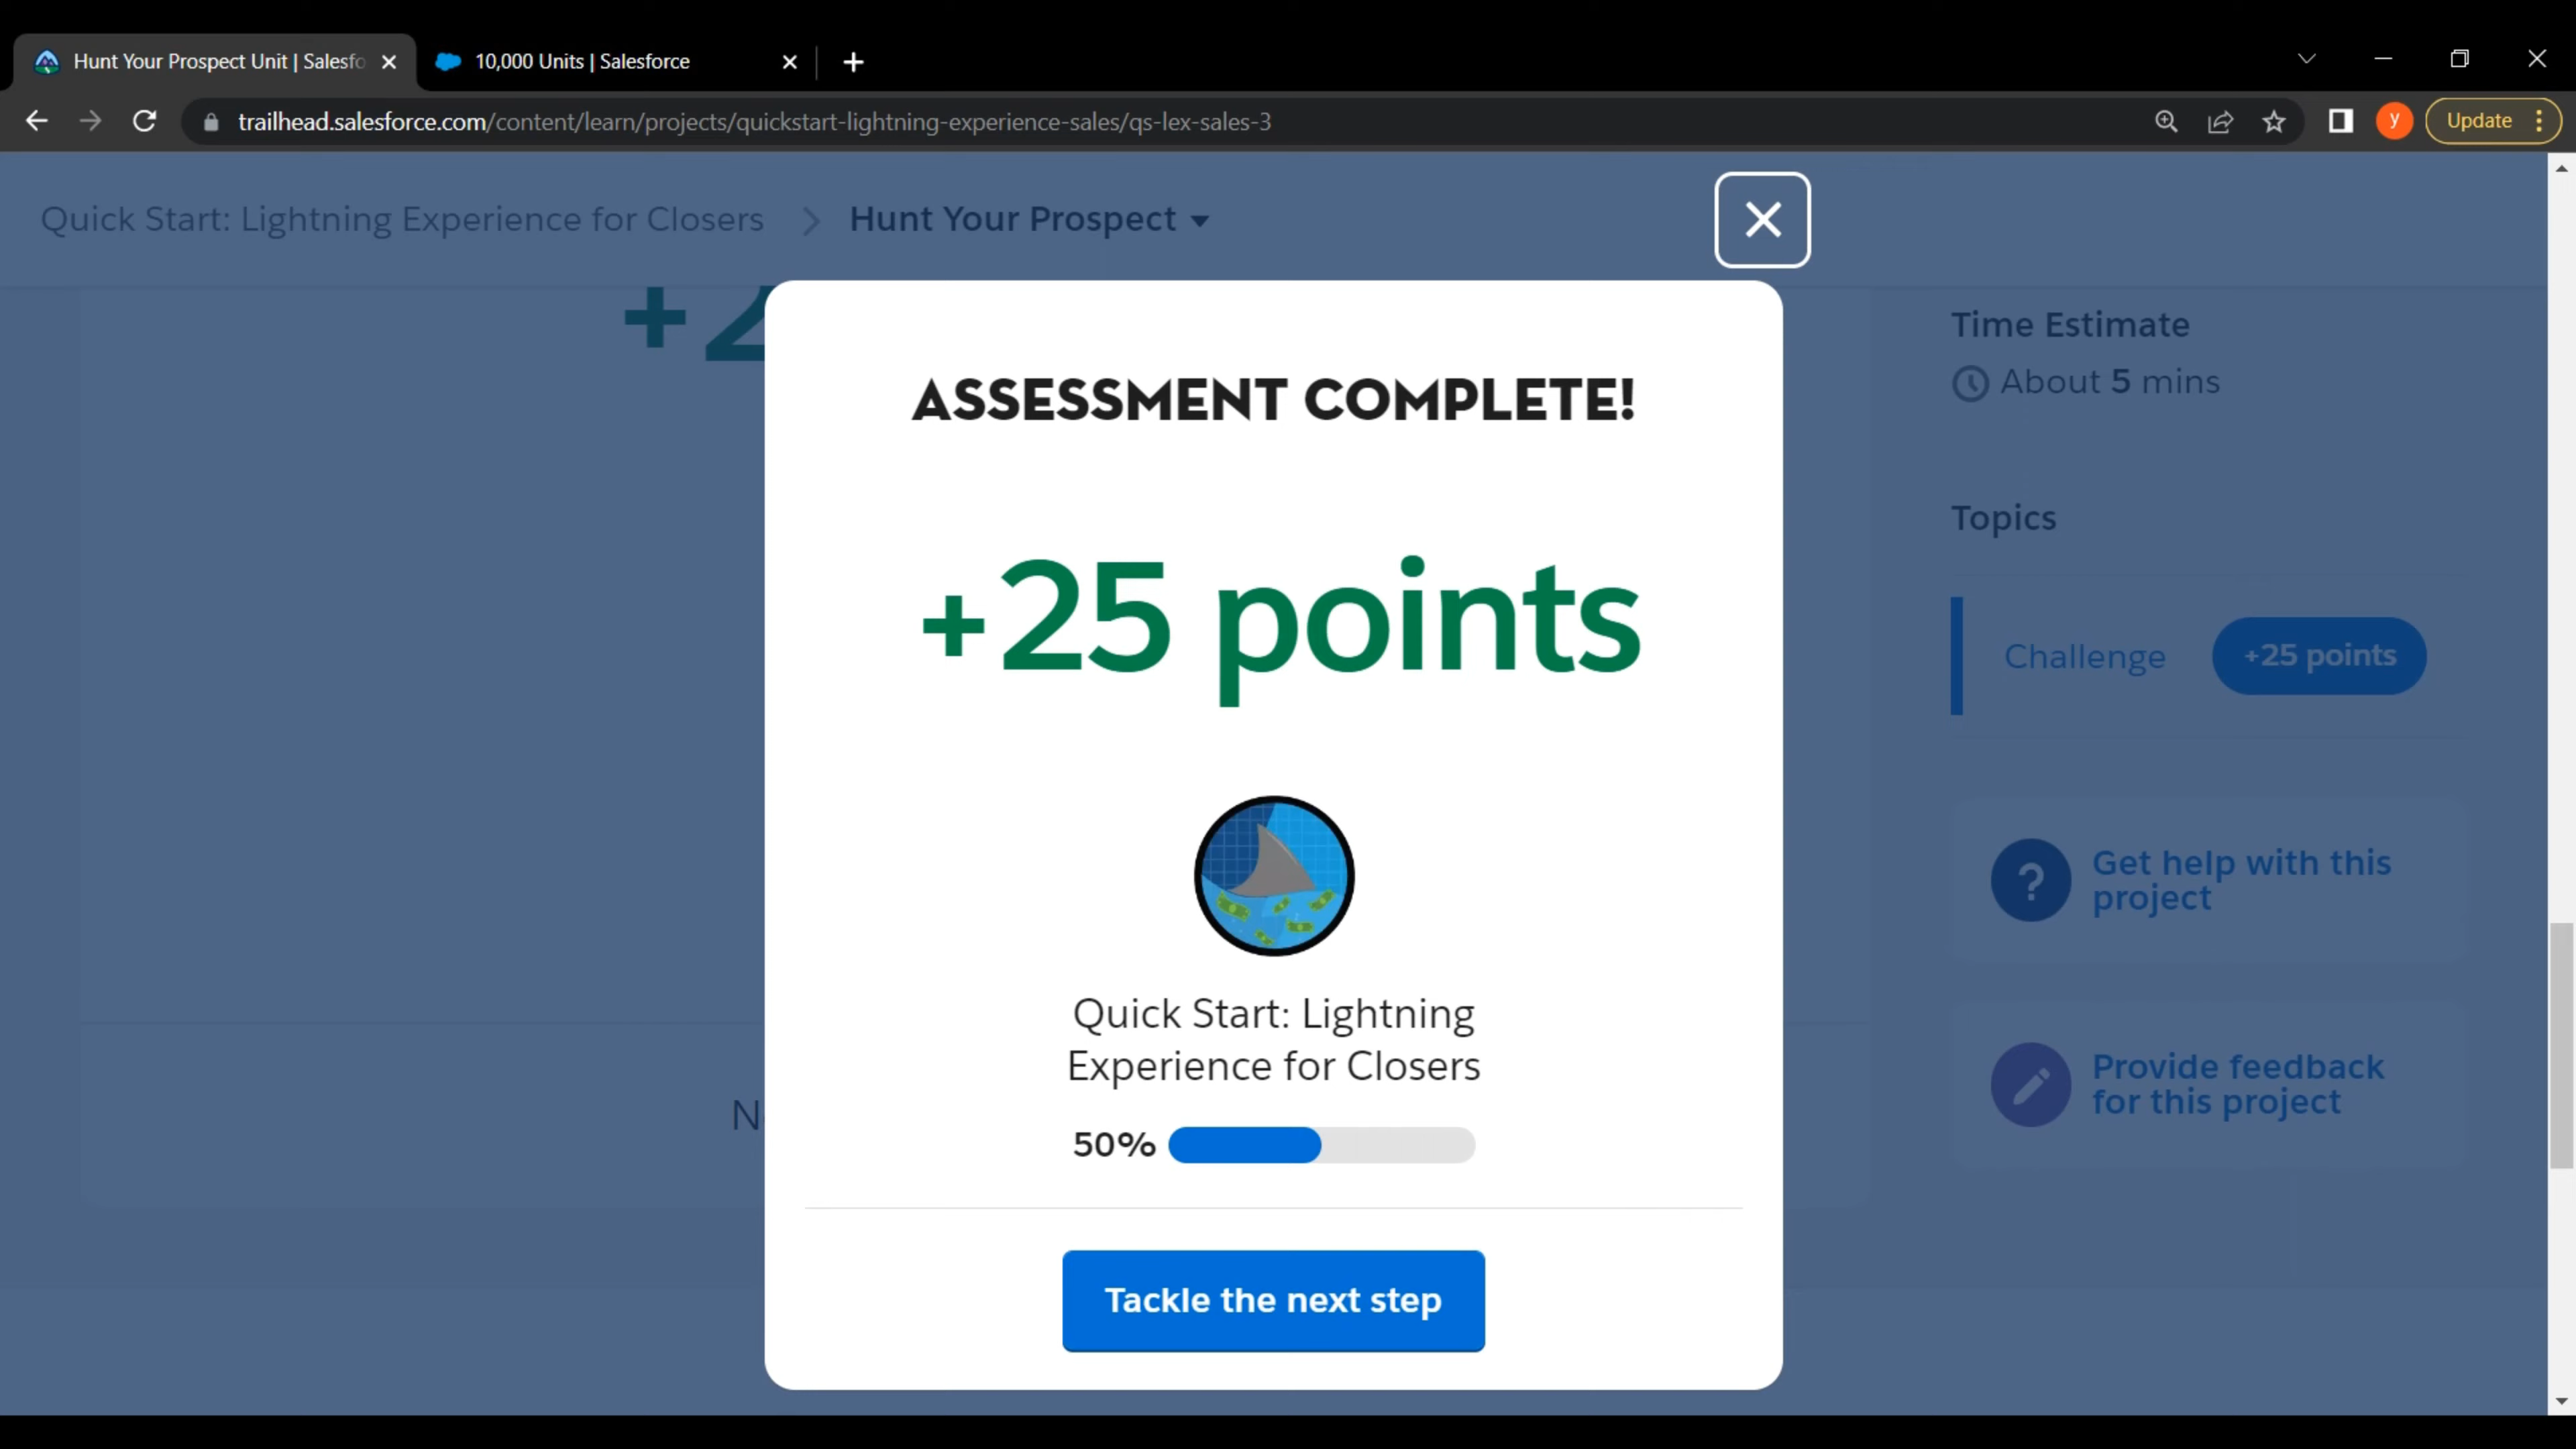 Hunt Your Prospect Unit | Salesfo
10,000 Units | Salesforce
trailhead.salesforce.com/content/learn/projects/quickstart-lightning-experience-sales/qs-lex-sales-3
y
Update
Quick Start: Lightning Experience for Closers
Hunt Your Prospect
+2
ASSESSMENT COMPLETE!
+25 points
Quick Start: Lightning
Experience for Closers
50%
Tackle the next step
Time Estimate
About 5 mins
Topics
Challenge +25 points
? Get help with this
project
Provide feedback
for this project